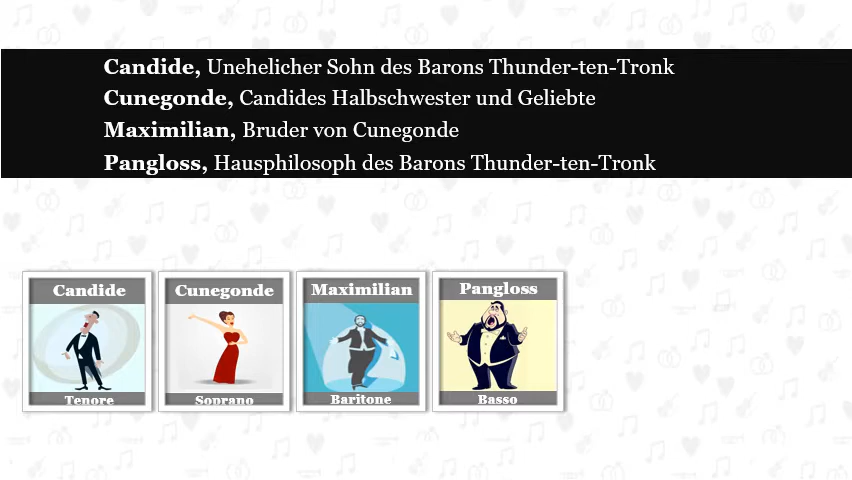 Candide, Unehelicher Sohn des Barons Thunder-ten-Tronk
Cunegonde, Candides Halbschwester und Geliebte
Maximilian, Bruder von Cunegonde
Pangloss, Hausphilosoph des Barons Thunder-ten-Tronk
Candide
Tenore
Cunegonde
Soprano
Maximilian
Baritone
Pangloss
Basso